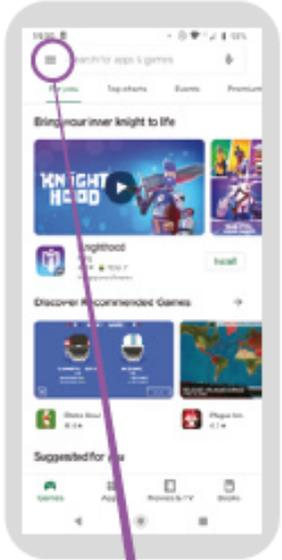 Search for apps & games
For you Top charts Events Premium
Bring your inner knight to life
KNIGHT
HOOD
Knighthood
Install
Discover Recommended Games
Plague Inc.
Suggested for you
Games Apps Movies & TV Books